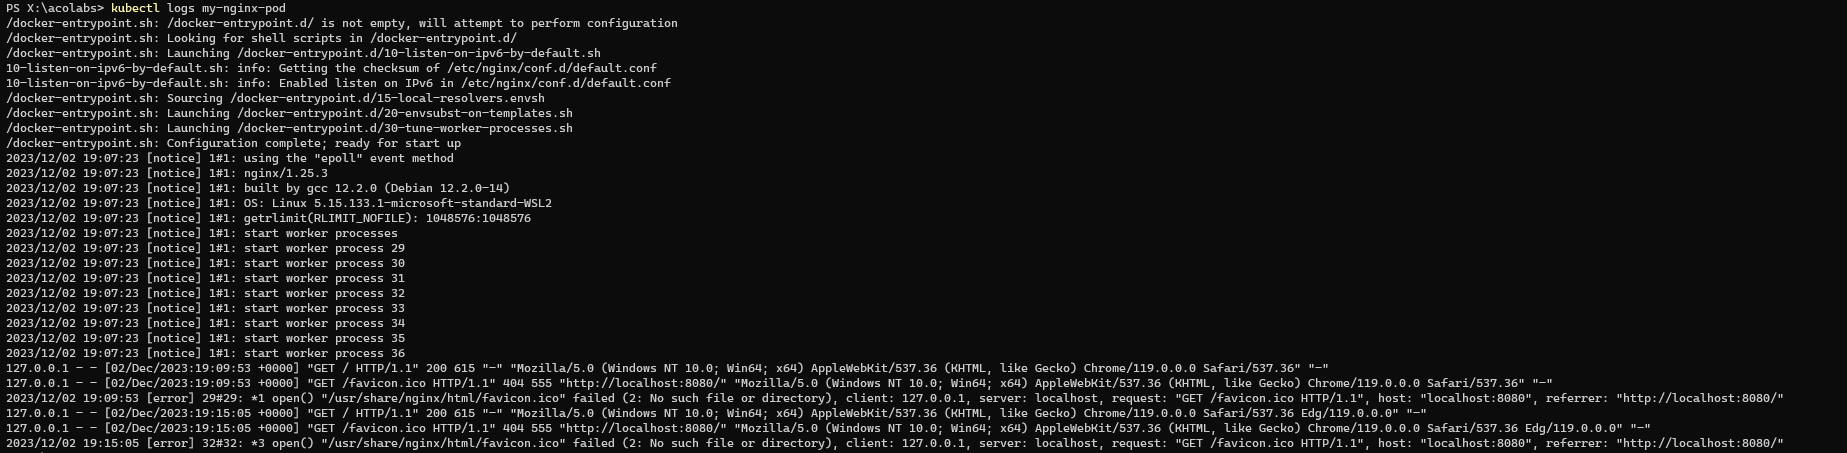 PS X:\acolabs> kubectl logs my-nginx-pod
/docker-entrypoint.sh: /docker-entrypoint.d/ is not empty, will attempt to perform configuration
/docker-entrypoint.sh: Looking for shell scripts in /docker-entrypoint.d/
/docker-entrypoint.sh: Launching /docker-entrypoint.d/10-listen-on-ipv6-by-default.sh
10-listen-on-ipv6-by-default.sh: info: Getting the checksum of /etc/nginx/conf.d/default.conf
10-listen-on-ipv6-by-default.sh: info: Enabled listen on IPv6 in /etc/nginx/conf.d/default.conf
/docker-entrypoint.sh: Sourcing /docker-entrypoint.d/15-local-resolvers.envsh
/docker-entrypoint.sh: Launching /docker-entrypoint.d/20-envsubst-on-templates.sh
/docker-entrypoint.sh: Launching /docker-entrypoint.d/30-tune-worker-processes.sh
/docker-entrypoint.sh: Configuration complete; ready for start up
2023/12/02 19:07:23 [notice] 1#1: using the "epoll" event method
2023/12/02 19:07:23 [notice] 1#1: nginx/1.25.3
2023/12/02 19:07:23 [notice] 1#1: built by gcc 12.2.0 (Debian 12.2.0-14)
2023/12/02 19:07:23 [notice] 1#1: OS: Linux 5.15.133.1-microsoft-standard-WSL2
2023/12/02 19:07:23 [notice] 1#1: getrlimit(RLIMIT_NOFILE): 1048576:1048576
2023/12/02 19:07:23 [notice] 1#1: start worker processes
2023/12/02 19:07:23 [notice] 1#1: start worker process 29
2023/12/02 19:07:23 [notice] 1#1: start worker process 30
2023/12/02 19:07:23 [notice] 1#1: start worker process 31
2023/12/02 19:07:23 [notice] 1#1: start worker process 32
2023/12/02 19:07:23 [notice] 1#1: start worker process 33
2023/12/02 19:07:23 [notice] 1#1: start worker process 34
2023/12/02 19:07:23 [notice] 1#1: start worker process 35
2023/12/02 19:07:23 [notice] 1#1: start worker process 36
127.0.0.1 - - [02/Dec/2023:19:09:53 +0000] "GET / HTTP/1.1" 200 615 "-" "Mozilla/5.0 (Windows NT 10.0; Win64; x64) AppleWebKit/537.36 (KHTML, like Gecko) Chrome/119.0.0.0 Safari/537.36" "-"
127.0.0.1 - - [02/Dec/2023:19:09:53 +0000] "GET /favicon.ico HTTP/1.1" 404 555 "http://localhost:8080/" "Mozilla/5.0 (Windows NT 10.0; Win64; x64) AppleWebKit/537.36 (KHTML, like Gecko) Chrome/119.0.0.0 Safari/537.36" "-"
2023/12/02 19:09:53 [error] 29#29: *1 open() "/usr/share/nginx/html/favicon.ico" failed (2: No such file or directory), client: 127.0.0.1, server: localhost, request: "GET /favicon.ico HTTP/1.1", host: "localhost:8080", referrer: "http://localhost:8080/"
127.0.0.1 - - [02/Dec/2023:19:15:05 +0000] "GET / HTTP/1.1" 200 615 "-" "Mozilla/5.0 (Windows NT 10.0; Win64; x64) AppleWebKit/537.36 (KHTML, like Gecko) Chrome/119.0.0.0 Safari/537.36 Edg/119.0.0.0" "-"
127.0.0.1 - - [02/Dec/2023:19:15:05 +0000] "GET /favicon.ico HTTP/1.1" 404 555 "http://localhost:8080/" "Mozilla/5.0 (Windows NT 10.0; Win64; x64) AppleWebKit/537.36 (KHTML, like Gecko) Chrome/119.0.0.0 Safari/537.36 Edg/119.0.0.0" "-"
2023/12/02 19:15:05 [error] 32#32: *3 open() "/usr/share/nginx/html/favicon.ico" failed (2: No such file or directory), client: 127.0.0.1, server: localhost, request: "GET /favicon.ico HTTP/1.1", host: "localhost:8080", referrer: "http://localhost:8080/"